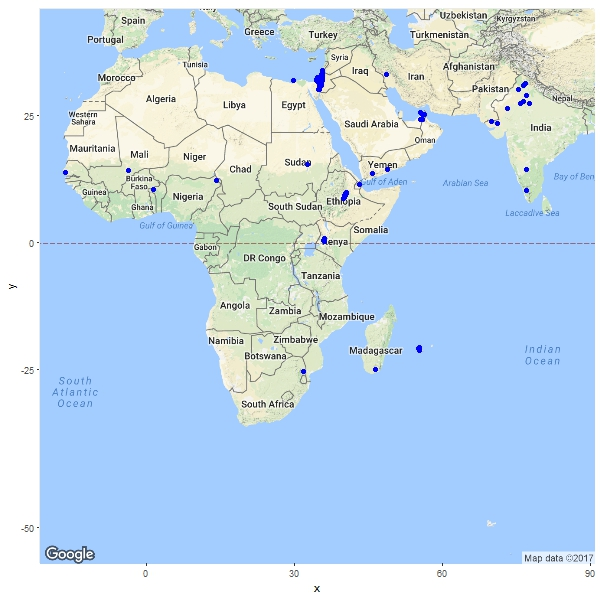 Spain
Portugal
Greece
Turkey
Uzbekistan
Kyrgyzstan
Turkmenistan
Tunisia
Syria
Morocco
Iraq
Iran
Afghanistan
Pakistan
Algeria
Libya
Egypt
Nepal
25
Western
Sahara
Saudi Arabia
India
Oman
Mauritania
Mali
Niger
Chad
Sudan
Yemen
Gulf of Aden
Arabian Sea
Bay of Ben
Burkina
Faso
Guinea
Nigeria
Ghana
South Sudan
Ethiopia
Laccadive Sea
Gulf of Guinea
Somalia
0
Gabon
Kenya
DR Congo
Tanzania
y
Angola
Zambia
Mozambique
Namibia
Zimbabwe
Botswana
Madagascar
Indian
Ocean
-25
South
Atlantic
Ocean
South Africa
-50
Google
Map data ©2017
0
30
60
90
x